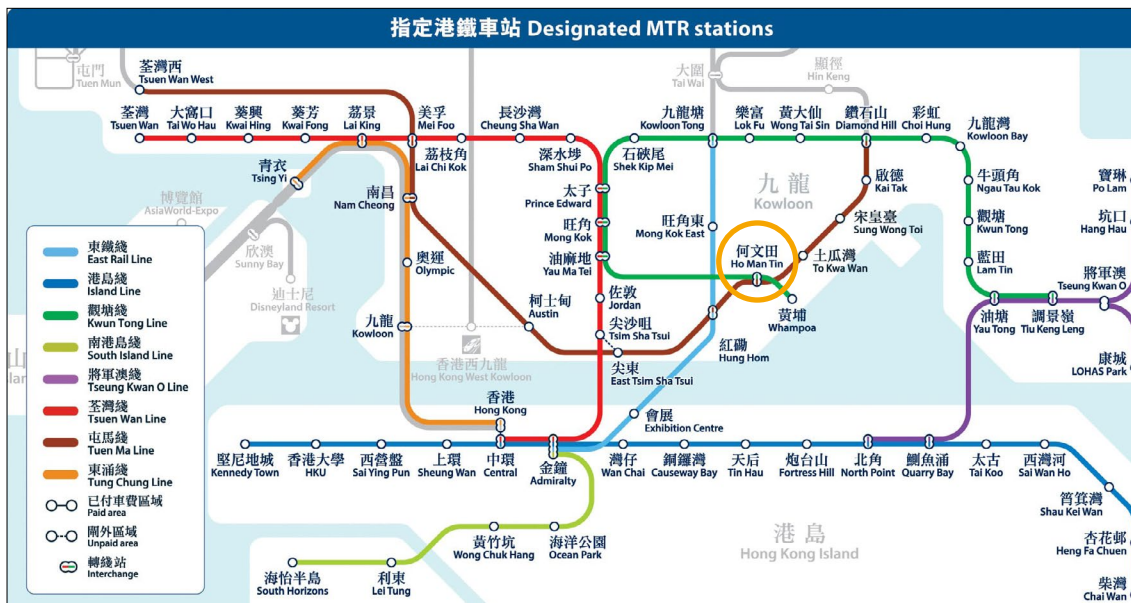 指定港鐵車站 Designated MTR stations
屯門
Tuen Mun
荃灣西
Tsuen Wan West
大圍
Tai Wai
顯徑
Hin Keng
荃灣
Tsuen Wan
大窩口
Tai Wo Hau
葵興
Kwai Hing
葵芳
Kwai Fong
荔景
Lai King
美孚
Mei Foo
長沙灣
Cheung Sha Wan
九龍塘
Kowloon Tong
樂富
Lok Fu
黃大仙
Wong Tai Sin
鑽石山
Diamond Hill
彩虹
Choi Hung
九龍灣
Kowloon Bay
荔枝角
Lai Chi Kok
深水埗
Sham Shui Po
石硤尾
Shek Kip Mei
青衣
Tsing Yi
南昌
Nam Cheong
太子
Prince Edward
九龍
Kowloon
啟德
Kai Tak
牛頭角
Ngau Tau Kok
寶琳
Po Lam
博覽館
AsiaWorld-Expo
旺角
Mong Kok
旺角東
Mong Kok East
宋皇臺
Sung Wong Toi
觀塘
Kwun Tong
坑口
Hang Hau
欣澳
Sunny Bay
奧運
Olympic
油麻地
Yau Ma Tei
何文田
Ho Man Tin
土瓜灣
To Kwa Wan
藍田
Lam Tin
將軍澳
Tseung Kwan O
迪士尼
Disneyland Resort
柯士甸
Austin
佐敦
Jordan
黃埔
Whampoa
油塘
Yau Tong
調景嶺
Tiu Keng Leng
九龍
Kowloon
尖沙咀
Tsim Sha Tsui
紅磡
Hung Hom
香港西九龍
Hong Kong West Kowloon
尖東
East Tsim Sha Tsui
康城
LOHAS Park
山
Island
香港
Hong Kong
會展
Exhibition Centre
堅尼地城
Kennedy Town
香港大學
HKU
西營盤
Sai Ying Pun
上環
Sheung Wan
中環
Central
金鐘
Admiralty
灣仔
Wan Chai
銅鑼灣
Causeway Bay
天后
Tin Hau
炮台山
Fortress Hill
北角
North Point
鰂魚涌
Quarry Bay
太古
Tai Koo
西灣河
Sai Wan Ho
筲箕灣
Shau Kei Wan
黃竹坑
Wong Chuk Hang
海洋公園
Ocean Park
港島
Hong Kong Island
杏花邨
Heng Fa Chuen
海怡半島
South Horizons
利東
Lei Tung
柴灣
Chai Wan
東鐵綫
East Rail Line
港島綫
Island Line
觀塘綫
Kwun Tong Line
南港島綫
South Island Line
將軍澳綫
Tseung Kwan O Line
荃灣綫
Tsuen Wan Line
屯馬綫
Tuen Ma Line
東涌綫
Tung Chung Line
已付車費區域
Paid area
閘外區域
Unpaid area
轉綫站
Interchange